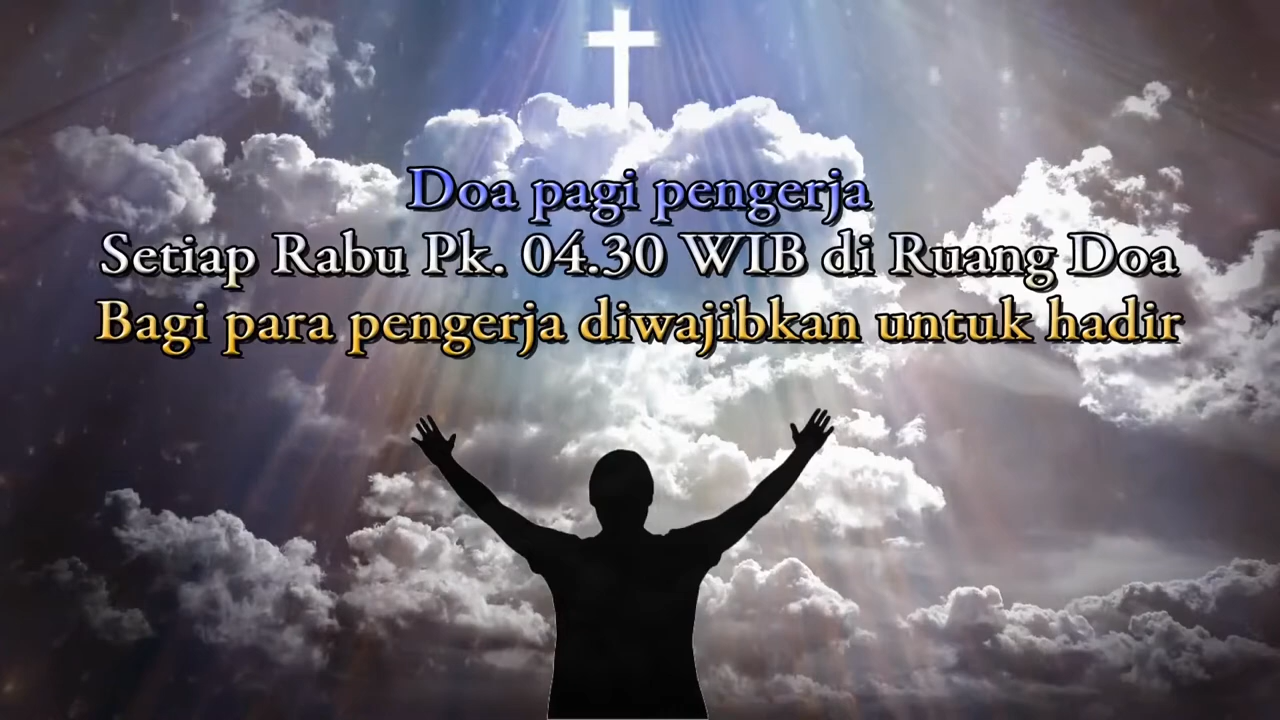 Doa pagi pengerja
Setiap Rabu Pk. 04.30 WIB di Ruang Doa
Bagi para pengerja diwajibkan untuk hadir